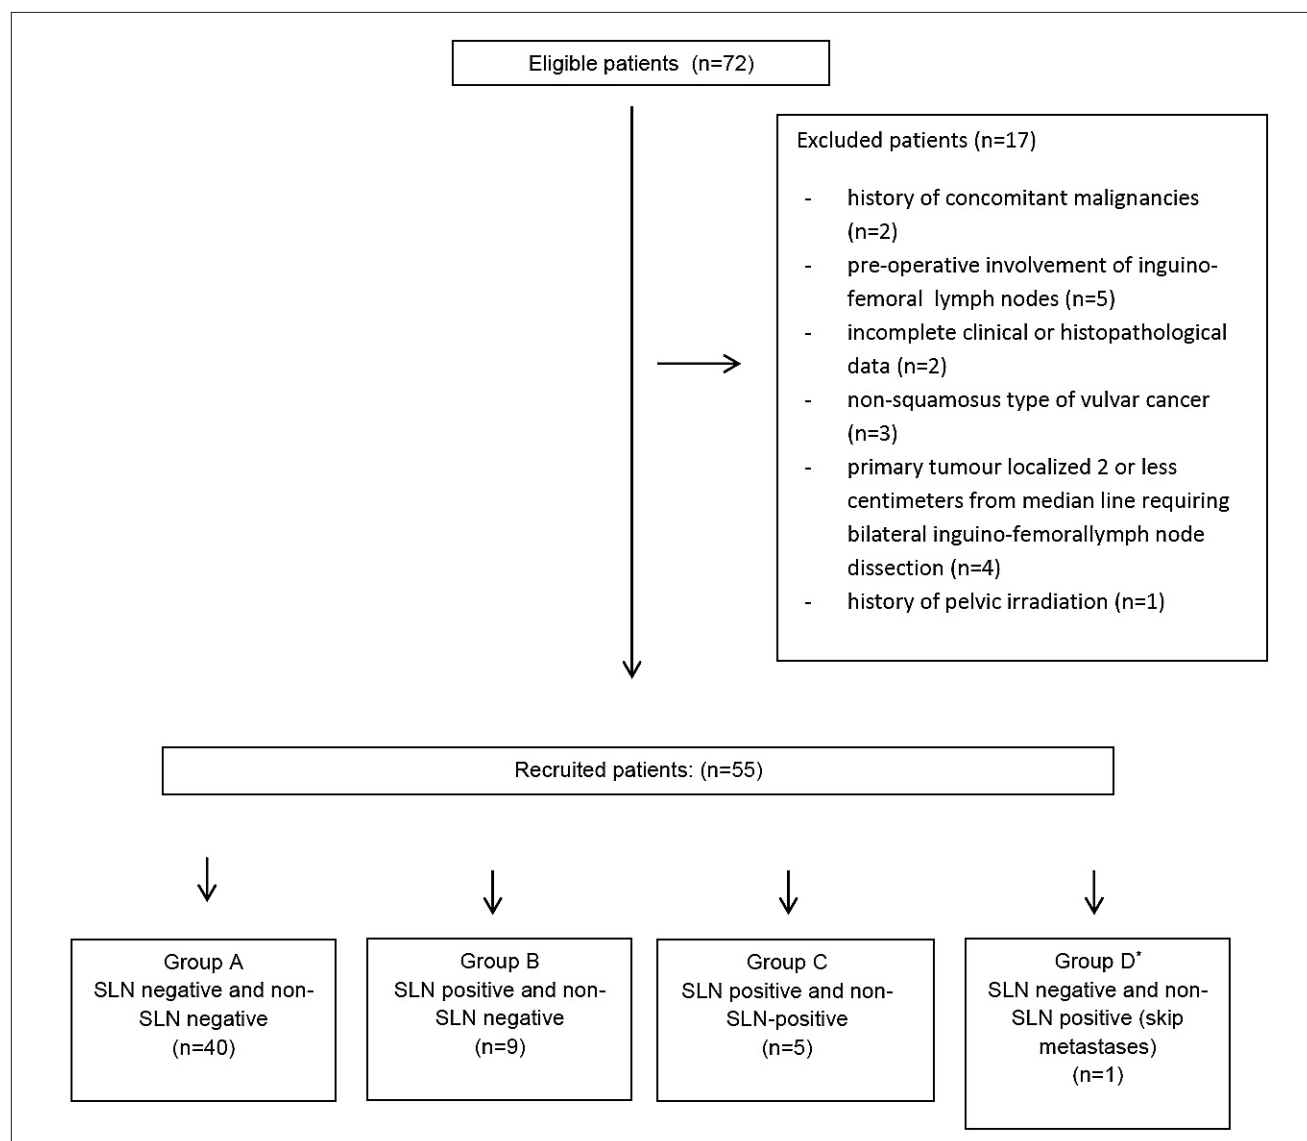 Eligible patients (n=72)
Excluded patients (n=17)
- history of concomitant malignancies
(n=2)
- pre-operative involvement of inguino-
femoral lymph nodes (n=5)
- incomplete clinical or histopathological
data (n=2)
- non-squamosus type of vulvar cancer
(n=3)
- primary tumour localized 2 or less
centimeters from median line requiring
bilateral inguino-femorallymph node
dissection (n=4)
- history of pelvic irradiation (n=1)
Recruited patients: (n=55)
Group A
SLN negative and non-
SLN negative
(n=40)
Group B
SLN positive and non-
SLN negative
(n=9)
Group C
SLN positive and non-
SLN-positive
(n=5)
Group D*
SLN negative and non-
SLN positive (skip
metastases)
(n=1)